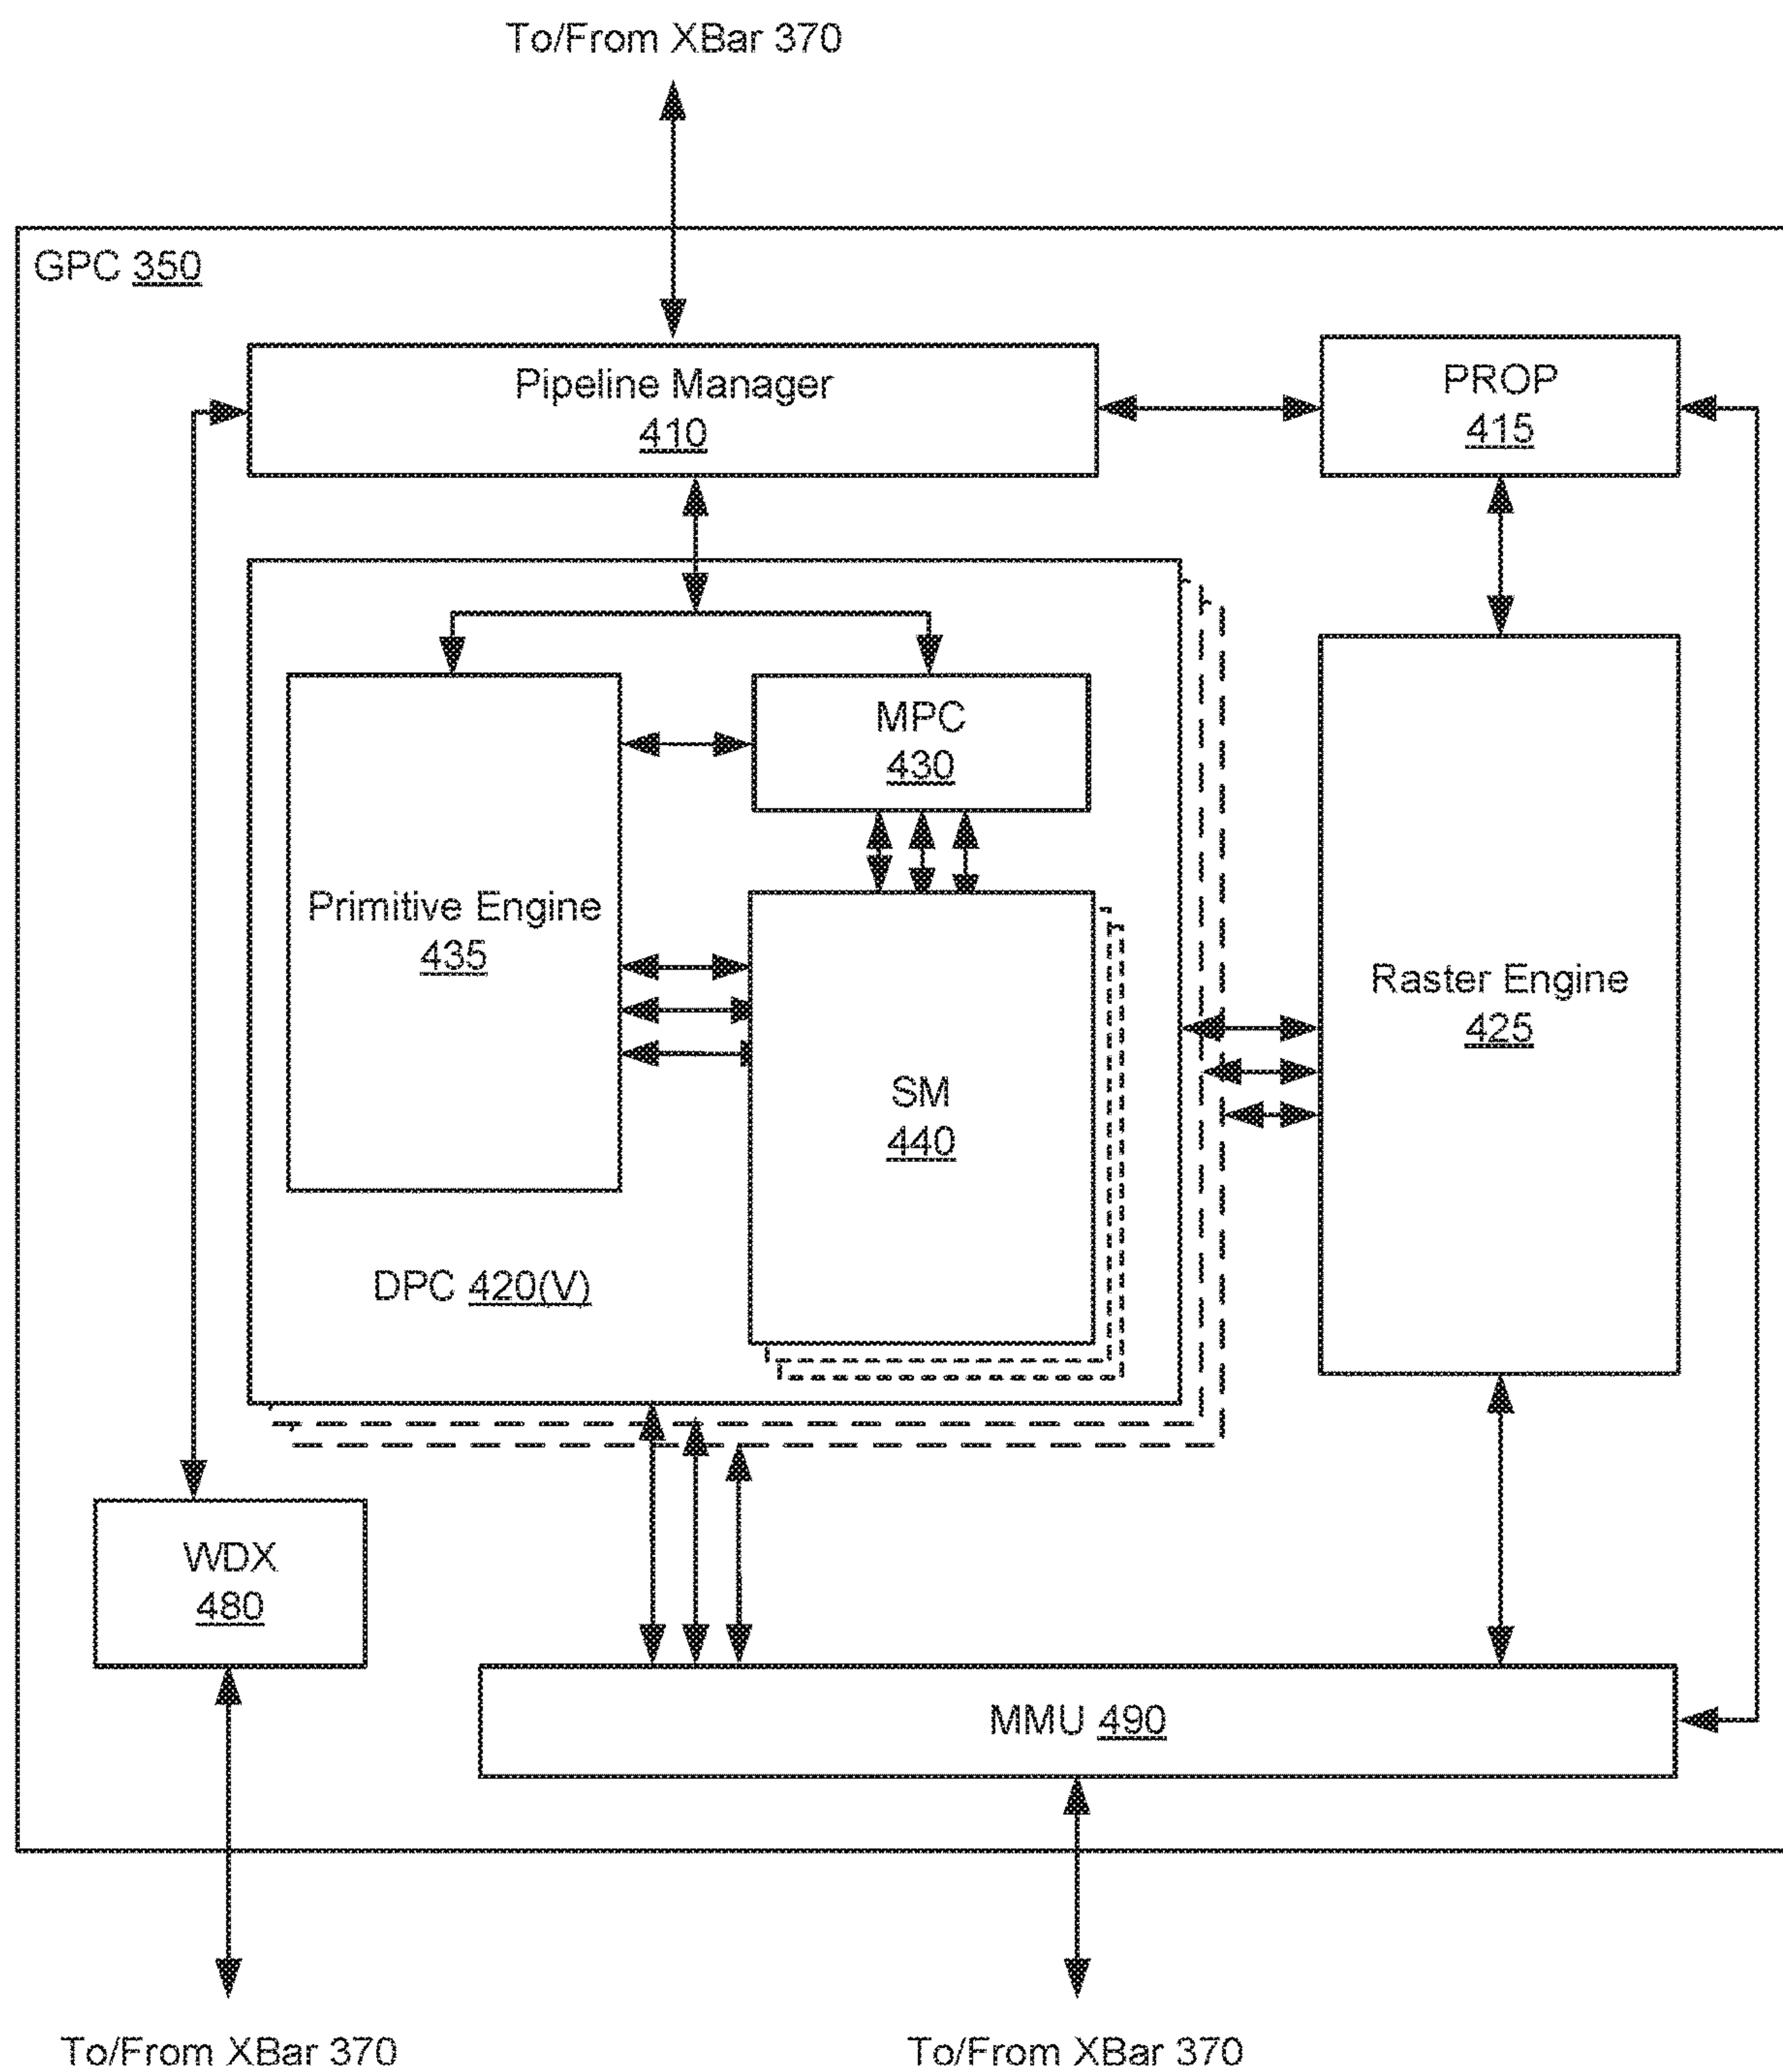 To/From XBar 370
GPC 350
Pipeline Manager
410
PROP
415
MPC
430
Primitive Engine
435
Raster Engine
425
SM
440
DPC 420(V)
WDX
480
MMU 490
To/From XBar 370
To/From XBar 370